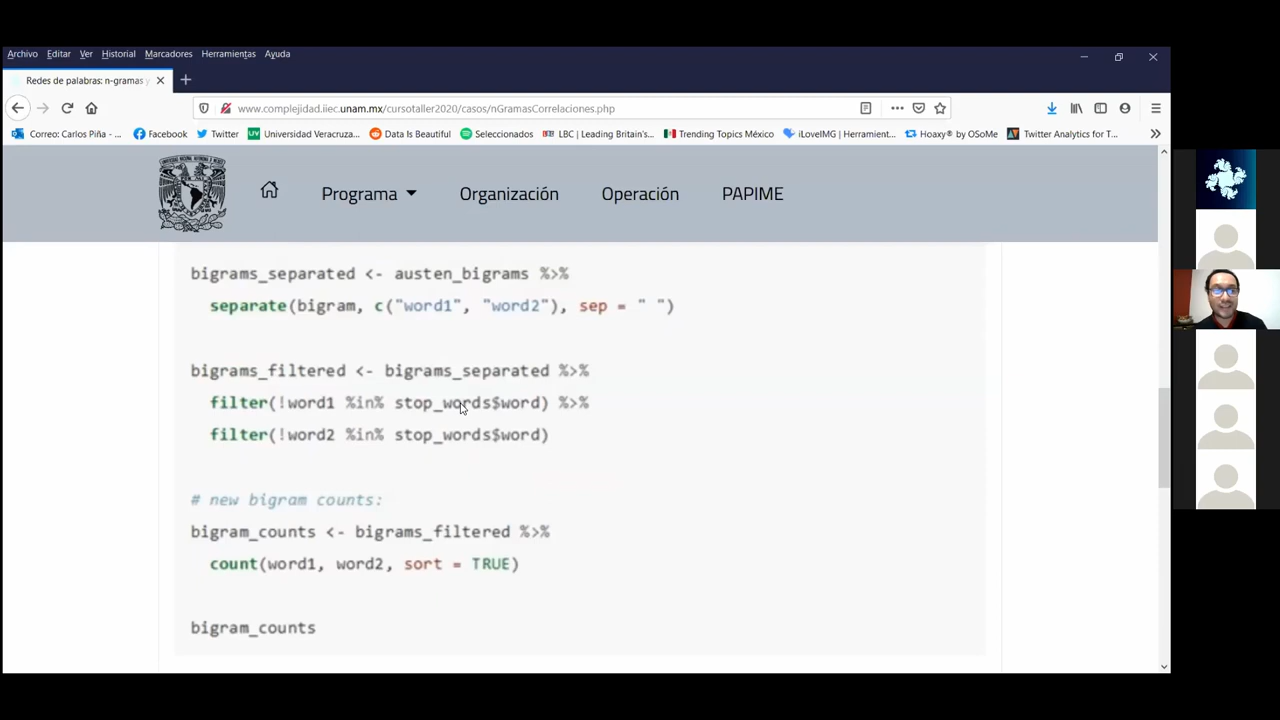 Archivo Editar Ver Historial Marcadores Herramientas Ayuda
Redes de palabras: n-gramas y
www.complejidad.iiec.unam.mx/cursotaller2020/casos/nGramasCorrelaciones.php
Correo: Carlos Piña - ... Facebook Twitter Universidad Veracruza... Data Is Beautiful Seleccionados LBC | Leading Britain's... Trending Topics México iLoveIMG | Herramient... Hoaxy® by OSoMe Twitter Analytics for T...
Programa Organización Operación PAPIME
bigrams_separated <- austen_bigrams %>%
separate(bigram, c("word1", "word2"), sep = " ")
bigrams_filtered <- bigrams_separated %>%
filter(!word1 %in% stop_words$word) %>%
filter(!word2 %in% stop_words$word)
# new bigram counts:
bigram_counts <- bigrams_filtered %>%
count(word1, word2, sort = TRUE)
bigram_counts